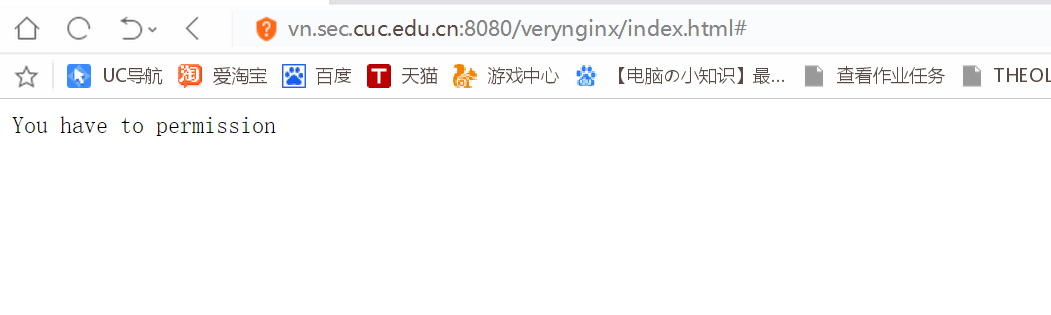 vn.sec.cuc.edu.cn:8080/verynginx/index.html#
UC导航 爱淘宝 百度 T 天猫 游戏中心 【电脑の小知识】最... 查看作业任务 THEOL
You have to permission